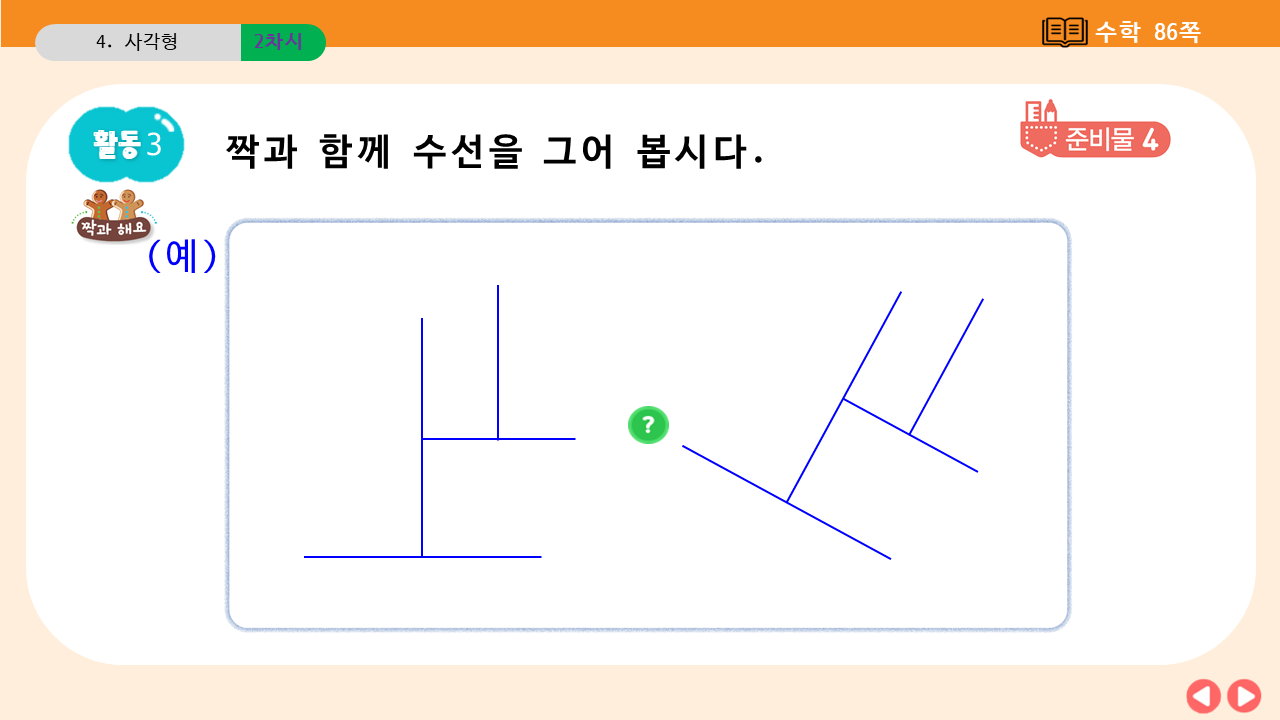 4. 사각형 2차시
수학 86쪽
활동 3
짝과 함께 수선을 그어 봅시다.
준비물 4
짝과 해요
(예)
?